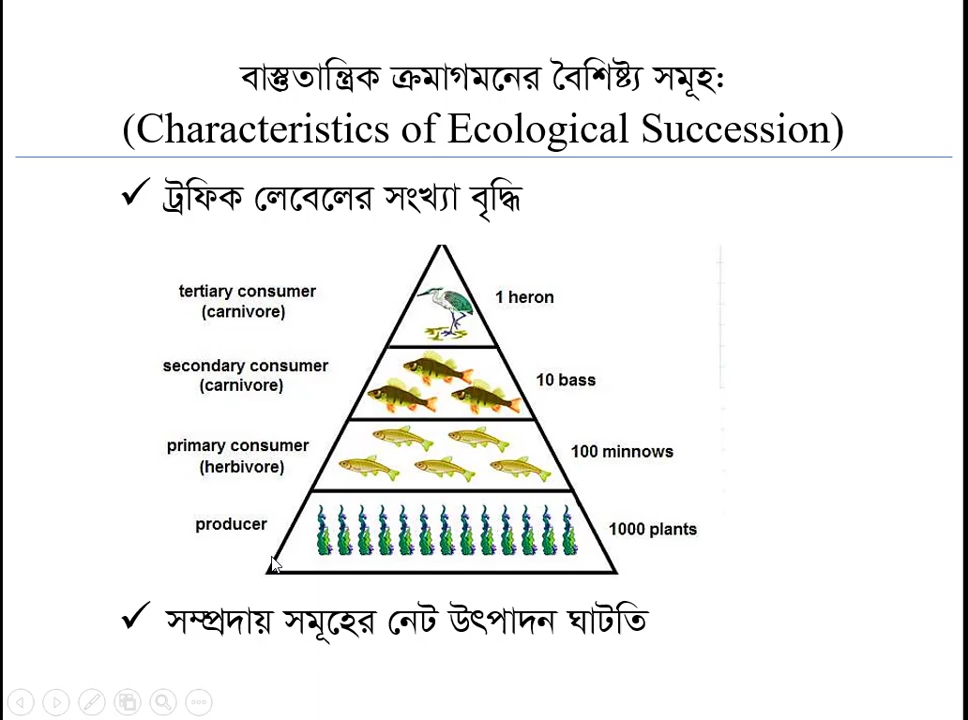 বাস্তুতান্ত্রিক ক্রমাগমনের বৈশিষ্ট্য সমূহ:
(Characteristics of Ecological Succession)
✓ ট্রফিক লেবেলের সংখ্যা বৃদ্ধি
tertiary consumer
(carnivore)
1 heron
secondary consumer
(carnivore)
10 bass
primary consumer
(herbivore)
100 minnows
producer
1000 plants
✓ সম্প্রদায় সমূহের নেট উৎপাদন ঘাটতি